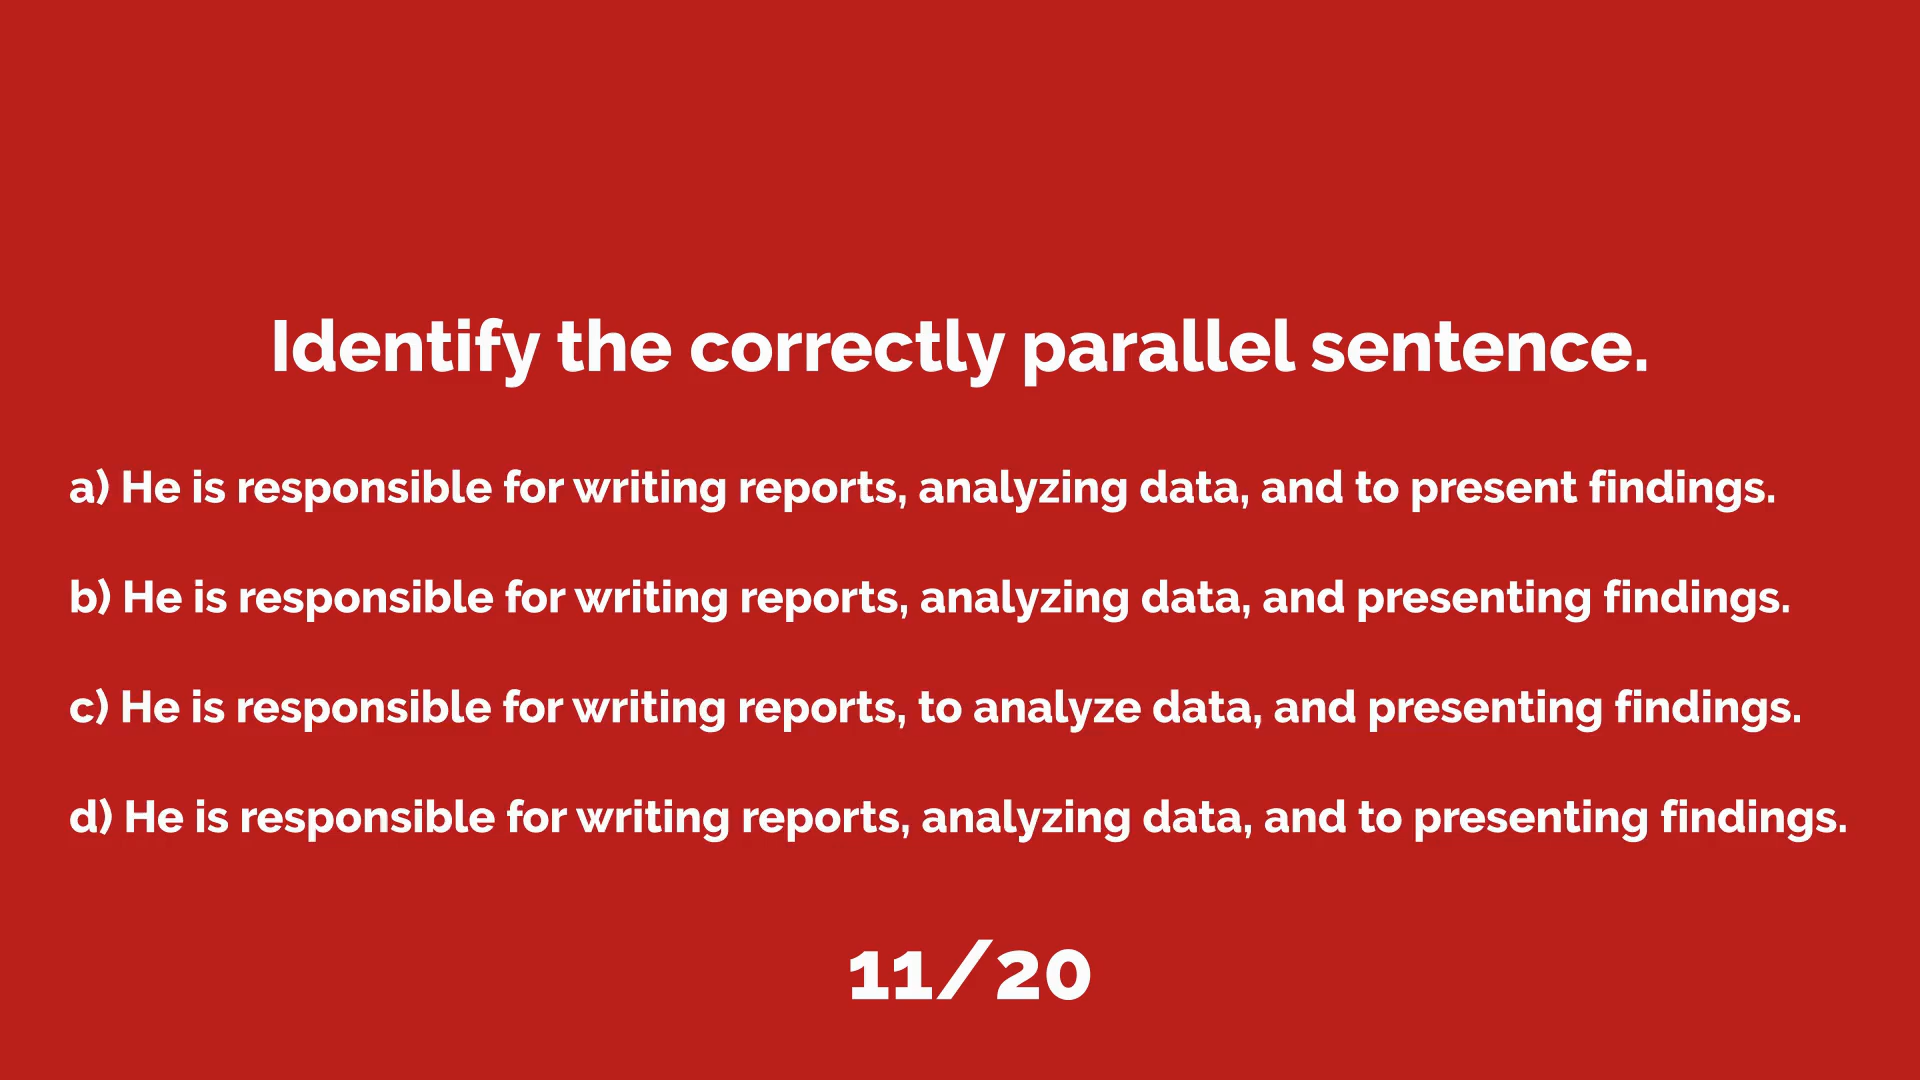 Identify the correctly parallel sentence.
a) He is responsible for writing reports, analyzing data, and to present findings.
b) He is responsible for writing reports, analyzing data, and presenting findings.
c) He is responsible for writing reports, to analyze data, and presenting findings.
d) He is responsible for writing reports, analyzing data, and to presenting findings.
11/20